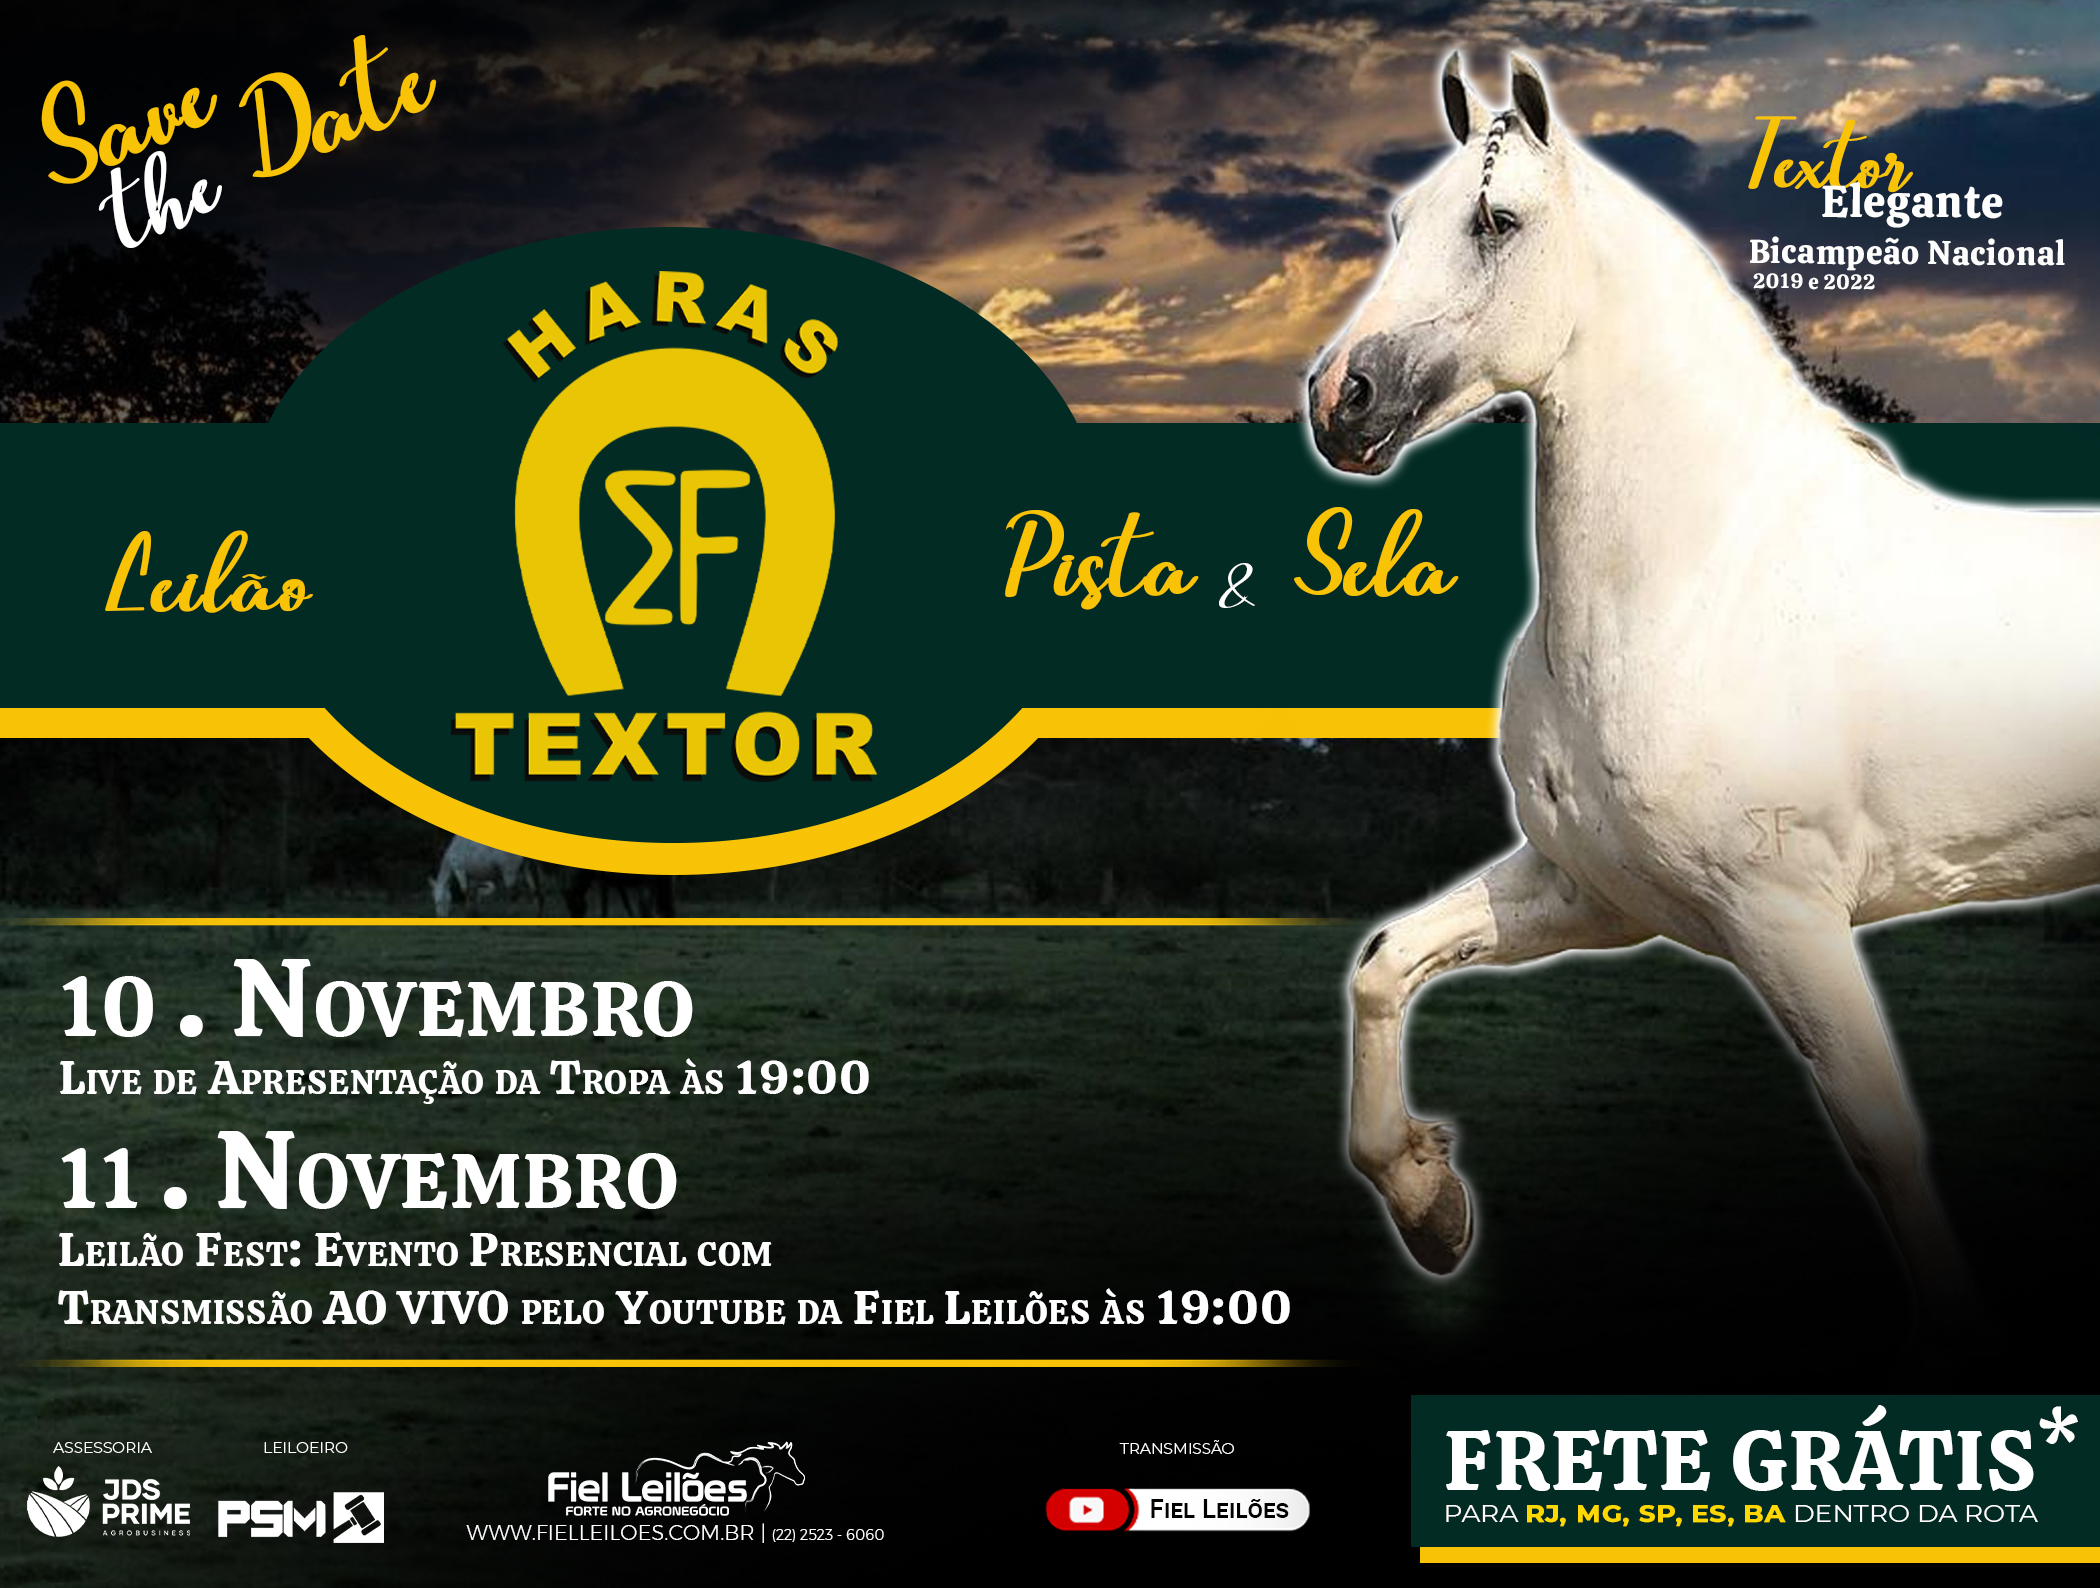 Save
the Date
Textor
Elegante
Bicampeão Nacional
2019 e 2022
HARAS
ΣF
TEXTOR
Leilão
Pista & Sela
ΣF
10 . Novembro
Live de Apresentação da Tropa às 19:00
11 . Novembro
Leilão Fest: Evento Presencial com
Transmissão AO VIVO pelo Youtube da Fiel Leilões às 19:00
ASSESSORIA
JDS
PRIME
AGROBUSINESS
LEILOEIRO
PSM
Fiel Leilões
FORTE NO AGRONEGÓCIO
WWW.FIELLEILOES.COM.BR | (22) 2523 - 6060
TRANSMISSÃO
Fiel Leilões
FRETE GRÁTIS*
PARA RJ, MG, SP, ES, BA DENTRO DA ROTA